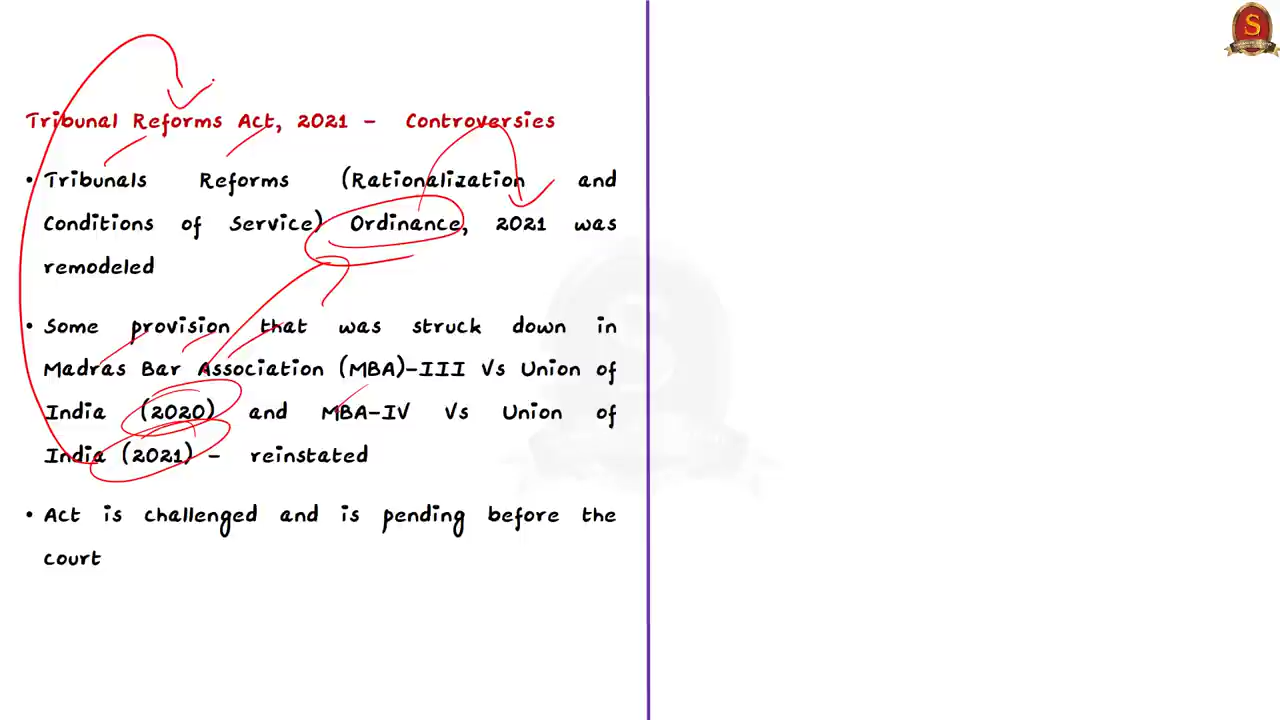 Tribunal Reforms Act, 2021 - Controversies
• Tribunals Reforms (Rationalization and
Conditions of Service) Ordinance, 2021 was
remodeled
• Some provision that was struck down in
Madras Bar Association (MBA)-III Vs Union of
India (2020) and MBA-IV Vs Union of
India (2021) - reinstated
• Act is challenged and is pending before the
court
S